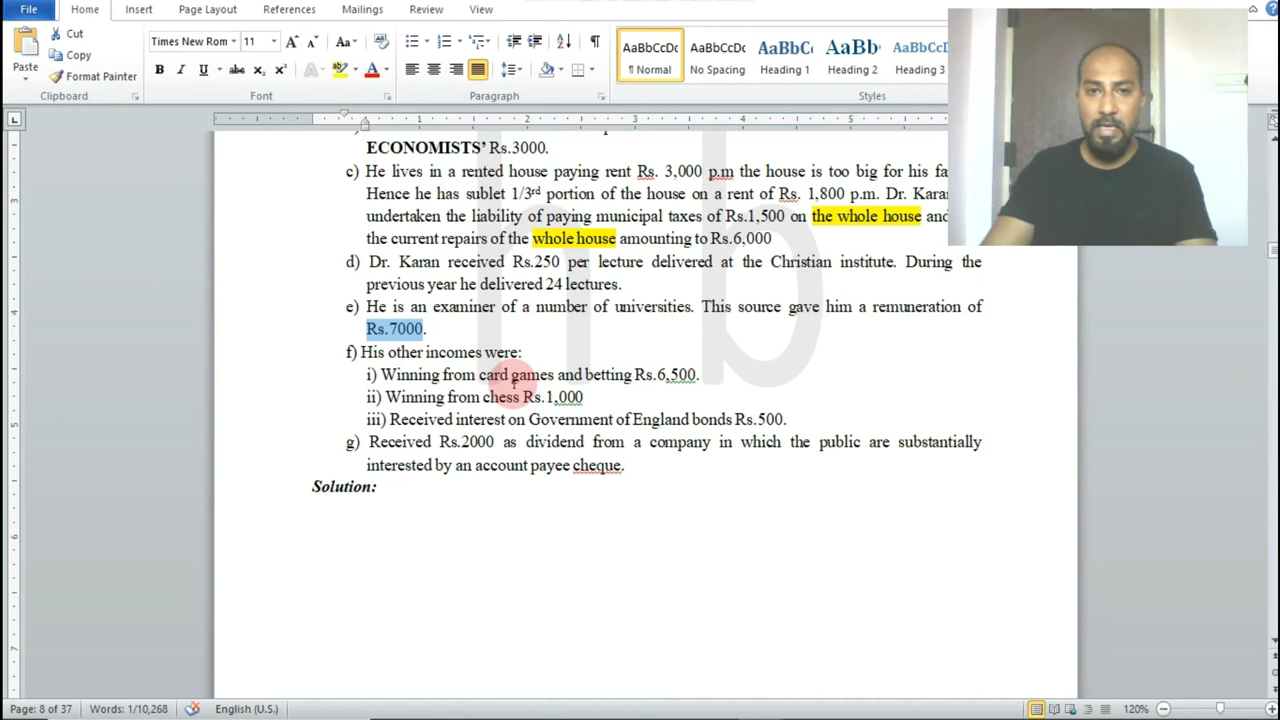 File Home Insert Page Layout References Mailings Review View
Cut
Copy
Paste
Format Painter
Clipboard
Times New Rom 11
Font
Paragraph
AaBbCcDc AaBbCcDc AaBbC AaBb AaBbCcD
¶ Normal No Spacing Heading 1 Heading 2 Heading 3
Styles
1 2 3 4 5
ECONOMISTS’ Rs.3000.
c) He lives in a rented house paying rent Rs. 3,000 p.m the house is too big for his fa
Hence he has sublet 1/3rd portion of the house on a rent of Rs. 1,800 p.m. Dr. Karan
undertaken the liability of paying municipal taxes of Rs.1,500 on the whole house and
the current repairs of the whole house amounting to Rs.6,000
d) Dr. Karan received Rs.250 per lecture delivered at the Christian institute. During the
previous year he delivered 24 lectures.
e) He is an examiner of a number of universities. This source gave him a remuneration of
Rs.7000.
f) His other incomes were:
i) Winning from card games and betting Rs.6,500.
ii) Winning from chess Rs.1,000
iii) Received interest on Government of England bonds Rs.500.
g) Received Rs.2000 as dividend from a company in which the public are substantially
interested by an account payee cheque.
Solution:
h b
Page: 8 of 37 Words: 1/10,268 English (U.S.) 120%